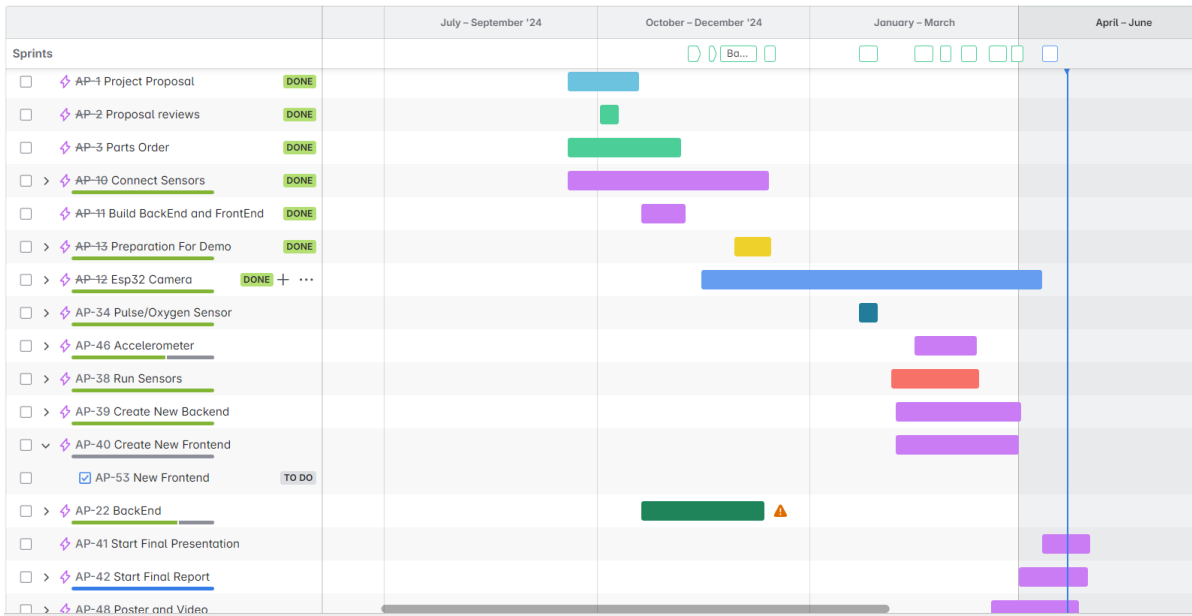 July – September '24 October – December '24 January – March April – June
Sprints Ba...
AP-1 Project Proposal DONE
AP-2 Proposal reviews DONE
AP-3 Parts Order DONE
AP-10 Connect Sensors DONE
AP-11 Build BackEnd and FrontEnd DONE
AP-13 Preparation For Demo DONE
AP-12 Esp32 Camera DONE
AP-34 Pulse/Oxygen Sensor
AP-46 Accelerometer
AP-38 Run Sensors
AP-39 Create New Backend
AP-40 Create New Frontend
AP-53 New Frontend TO DO
AP-22 BackEnd
AP-41 Start Final Presentation
AP-42 Start Final Report
AP-48 Poster and Video